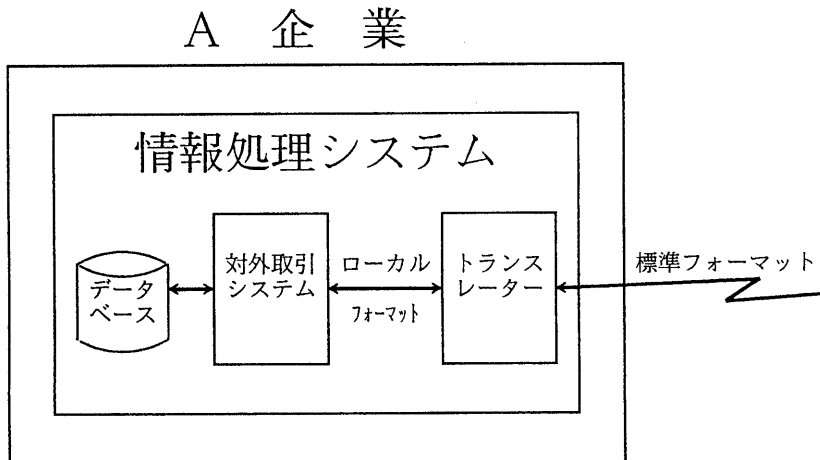 A 企 業
情報処理システム
データ
ベース
対外取引
システム
ローカル
フォーマット
トランス
レーター
標準フォーマット